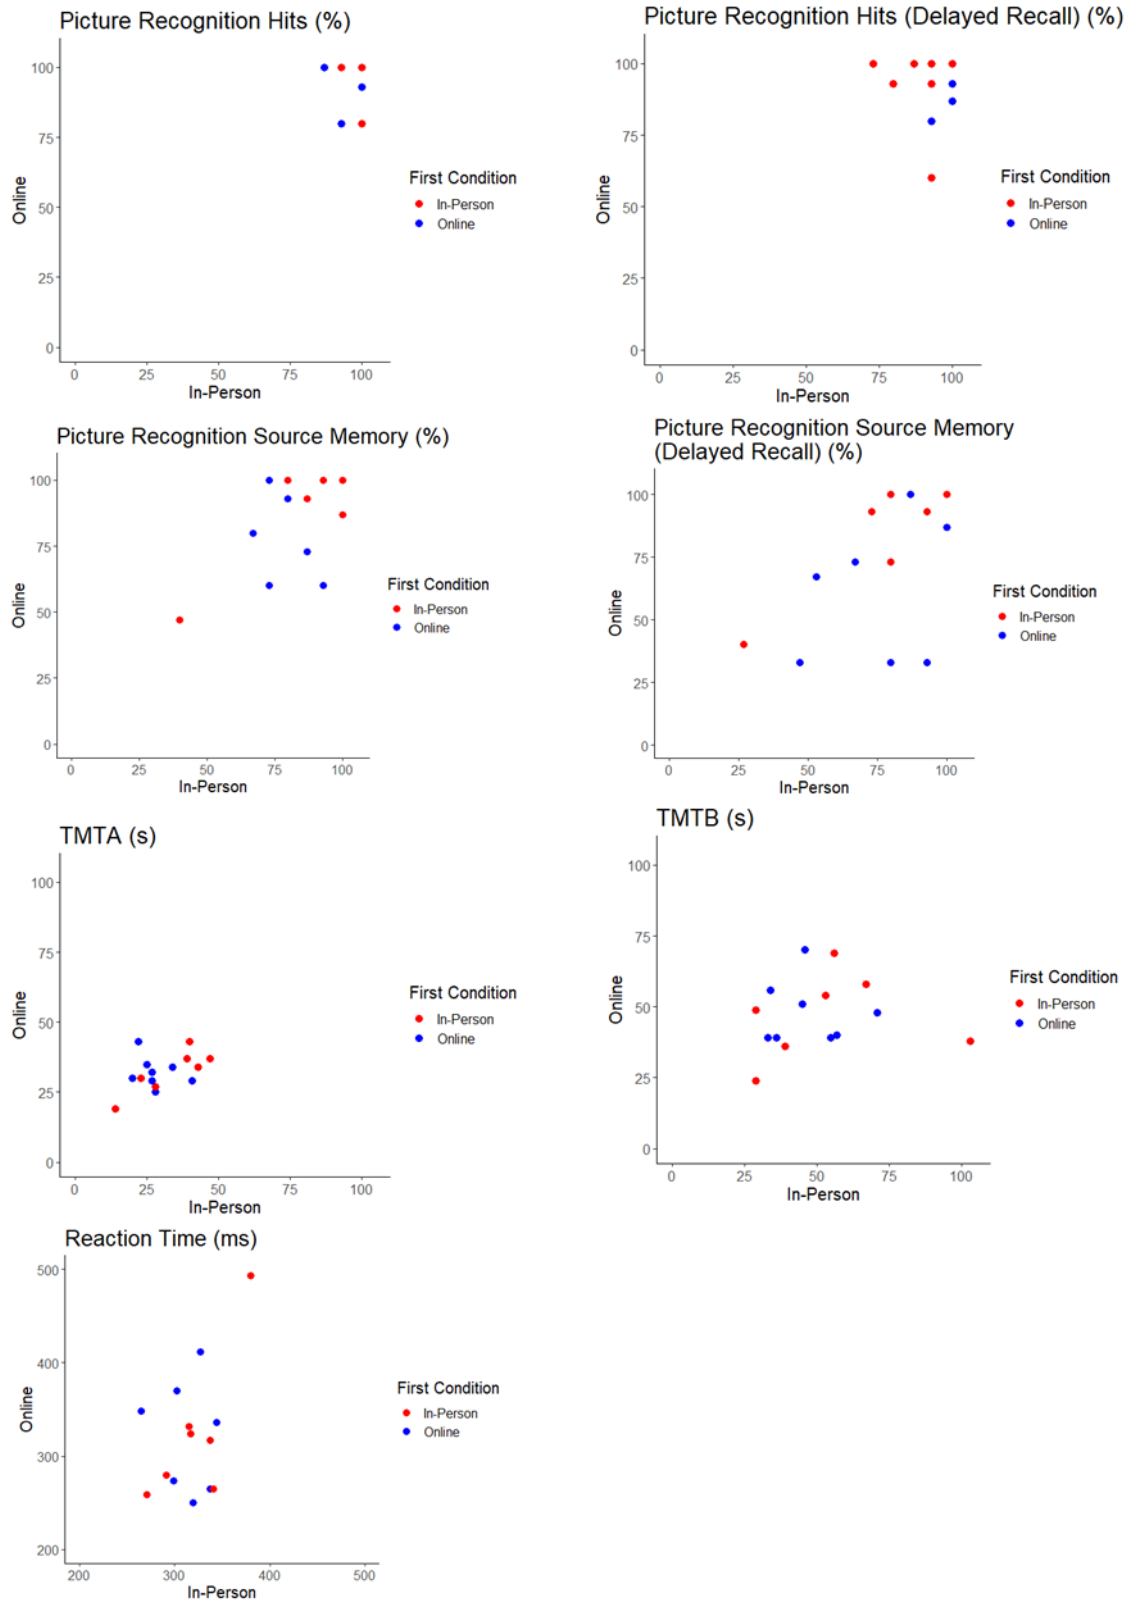 Picture Recognition Hits (%)
100
75
50
25
0
Online
0 25 50 75 100
In-Person
First Condition
In-Person
Online
Picture Recognition Hits (Delayed Recall) (%)
100
75
50
25
0
Online
0 25 50 75 100
In-Person
First Condition
In-Person
Online
Picture Recognition Source Memory (%)
100
75
50
25
0
Online
0 25 50 75 100
In-Person
First Condition
In-Person
Online
Picture Recognition Source Memory
(Delayed Recall) (%)
100
75
50
25
0
Online
0 25 50 75 100
In-Person
First Condition
In-Person
Online
TMTA (s)
100
75
50
25
0
Online
0 25 50 75 100
In-Person
First Condition
In-Person
Online
TMTB (s)
100
75
50
25
0
Online
0 25 50 75 100
In-Person
First Condition
In-Person
Online
Reaction Time (ms)
500
400
300
200
Online
200 300 400 500
In-Person
First Condition
In-Person
Online